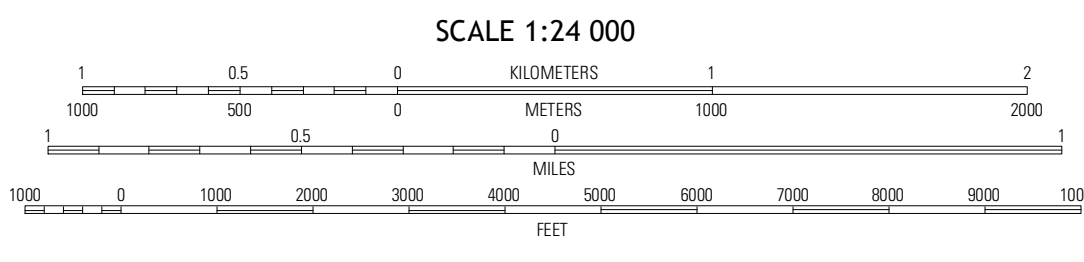 SCALE 1:24 000
1 0.5 0 KILOMETERS 1 2
1000 500 0 METERS 1000 2000
1 0.5 0 1
MILES
1000 0 1000 2000 3000 4000 5000 6000 7000 8000 9000 100
FEET